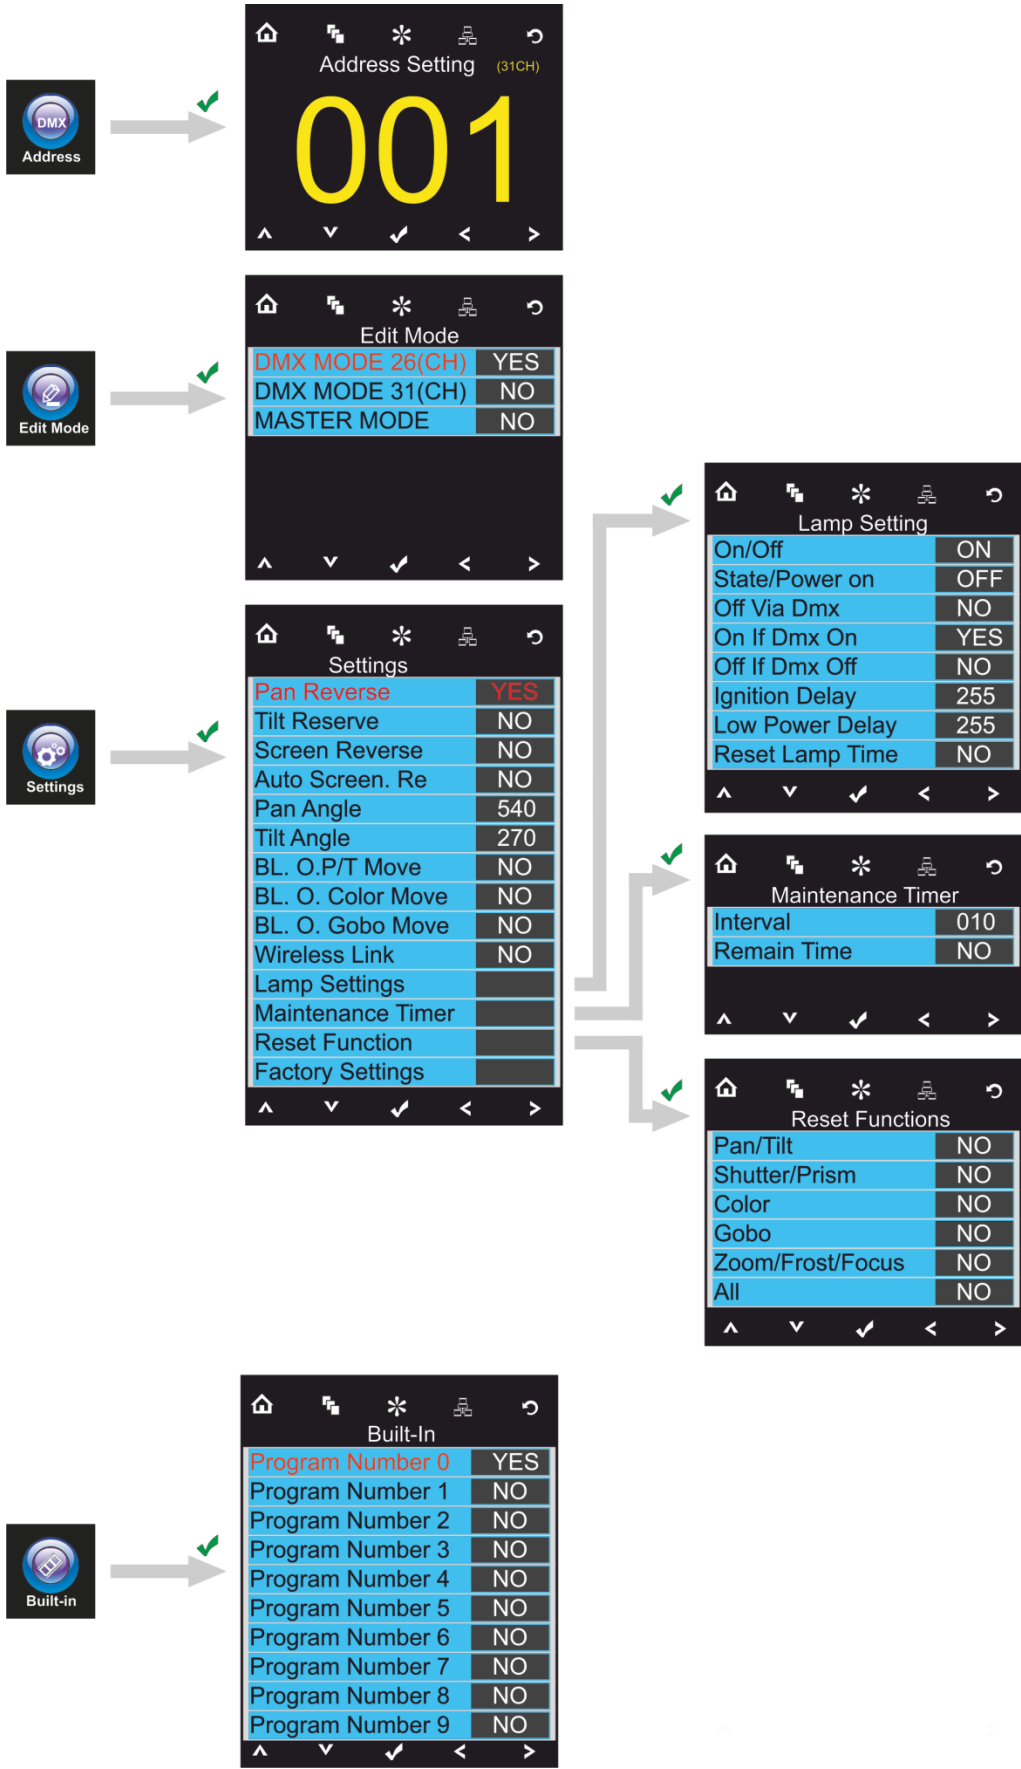 DMX
Address
Address Setting (31CH)
001
Edit Mode
Edit Mode
DMX MODE 26(CH) YES
DMX MODE 31(CH) NO
MASTER MODE NO
Settings
Settings
Pan Reverse YES
Tilt Reserve NO
Screen Reverse NO
Auto Screen. Re NO
Pan Angle 540
Tilt Angle 270
BL. O.P/T Move NO
BL. O. Color Move NO
BL. O. Gobo Move NO
Wireless Link NO
Lamp Settings
Maintenance Timer
Reset Function
Factory Settings
Lamp Setting
On/Off ON
State/Power on OFF
Off Via Dmx NO
On If Dmx On YES
Off If Dmx Off NO
Ignition Delay 255
Low Power Delay 255
Reset Lamp Time NO
Maintenance Timer
Interval 010
Remain Time NO
Reset Functions
Pan/Tilt NO
Shutter/Prism NO
Color NO
Gobo NO
Zoom/Frost/Focus NO
All NO
Built-in
Built-In
Program Number 0 YES
Program Number 1 NO
Program Number 2 NO
Program Number 3 NO
Program Number 4 NO
Program Number 5 NO
Program Number 6 NO
Program Number 7 NO
Program Number 8 NO
Program Number 9 NO